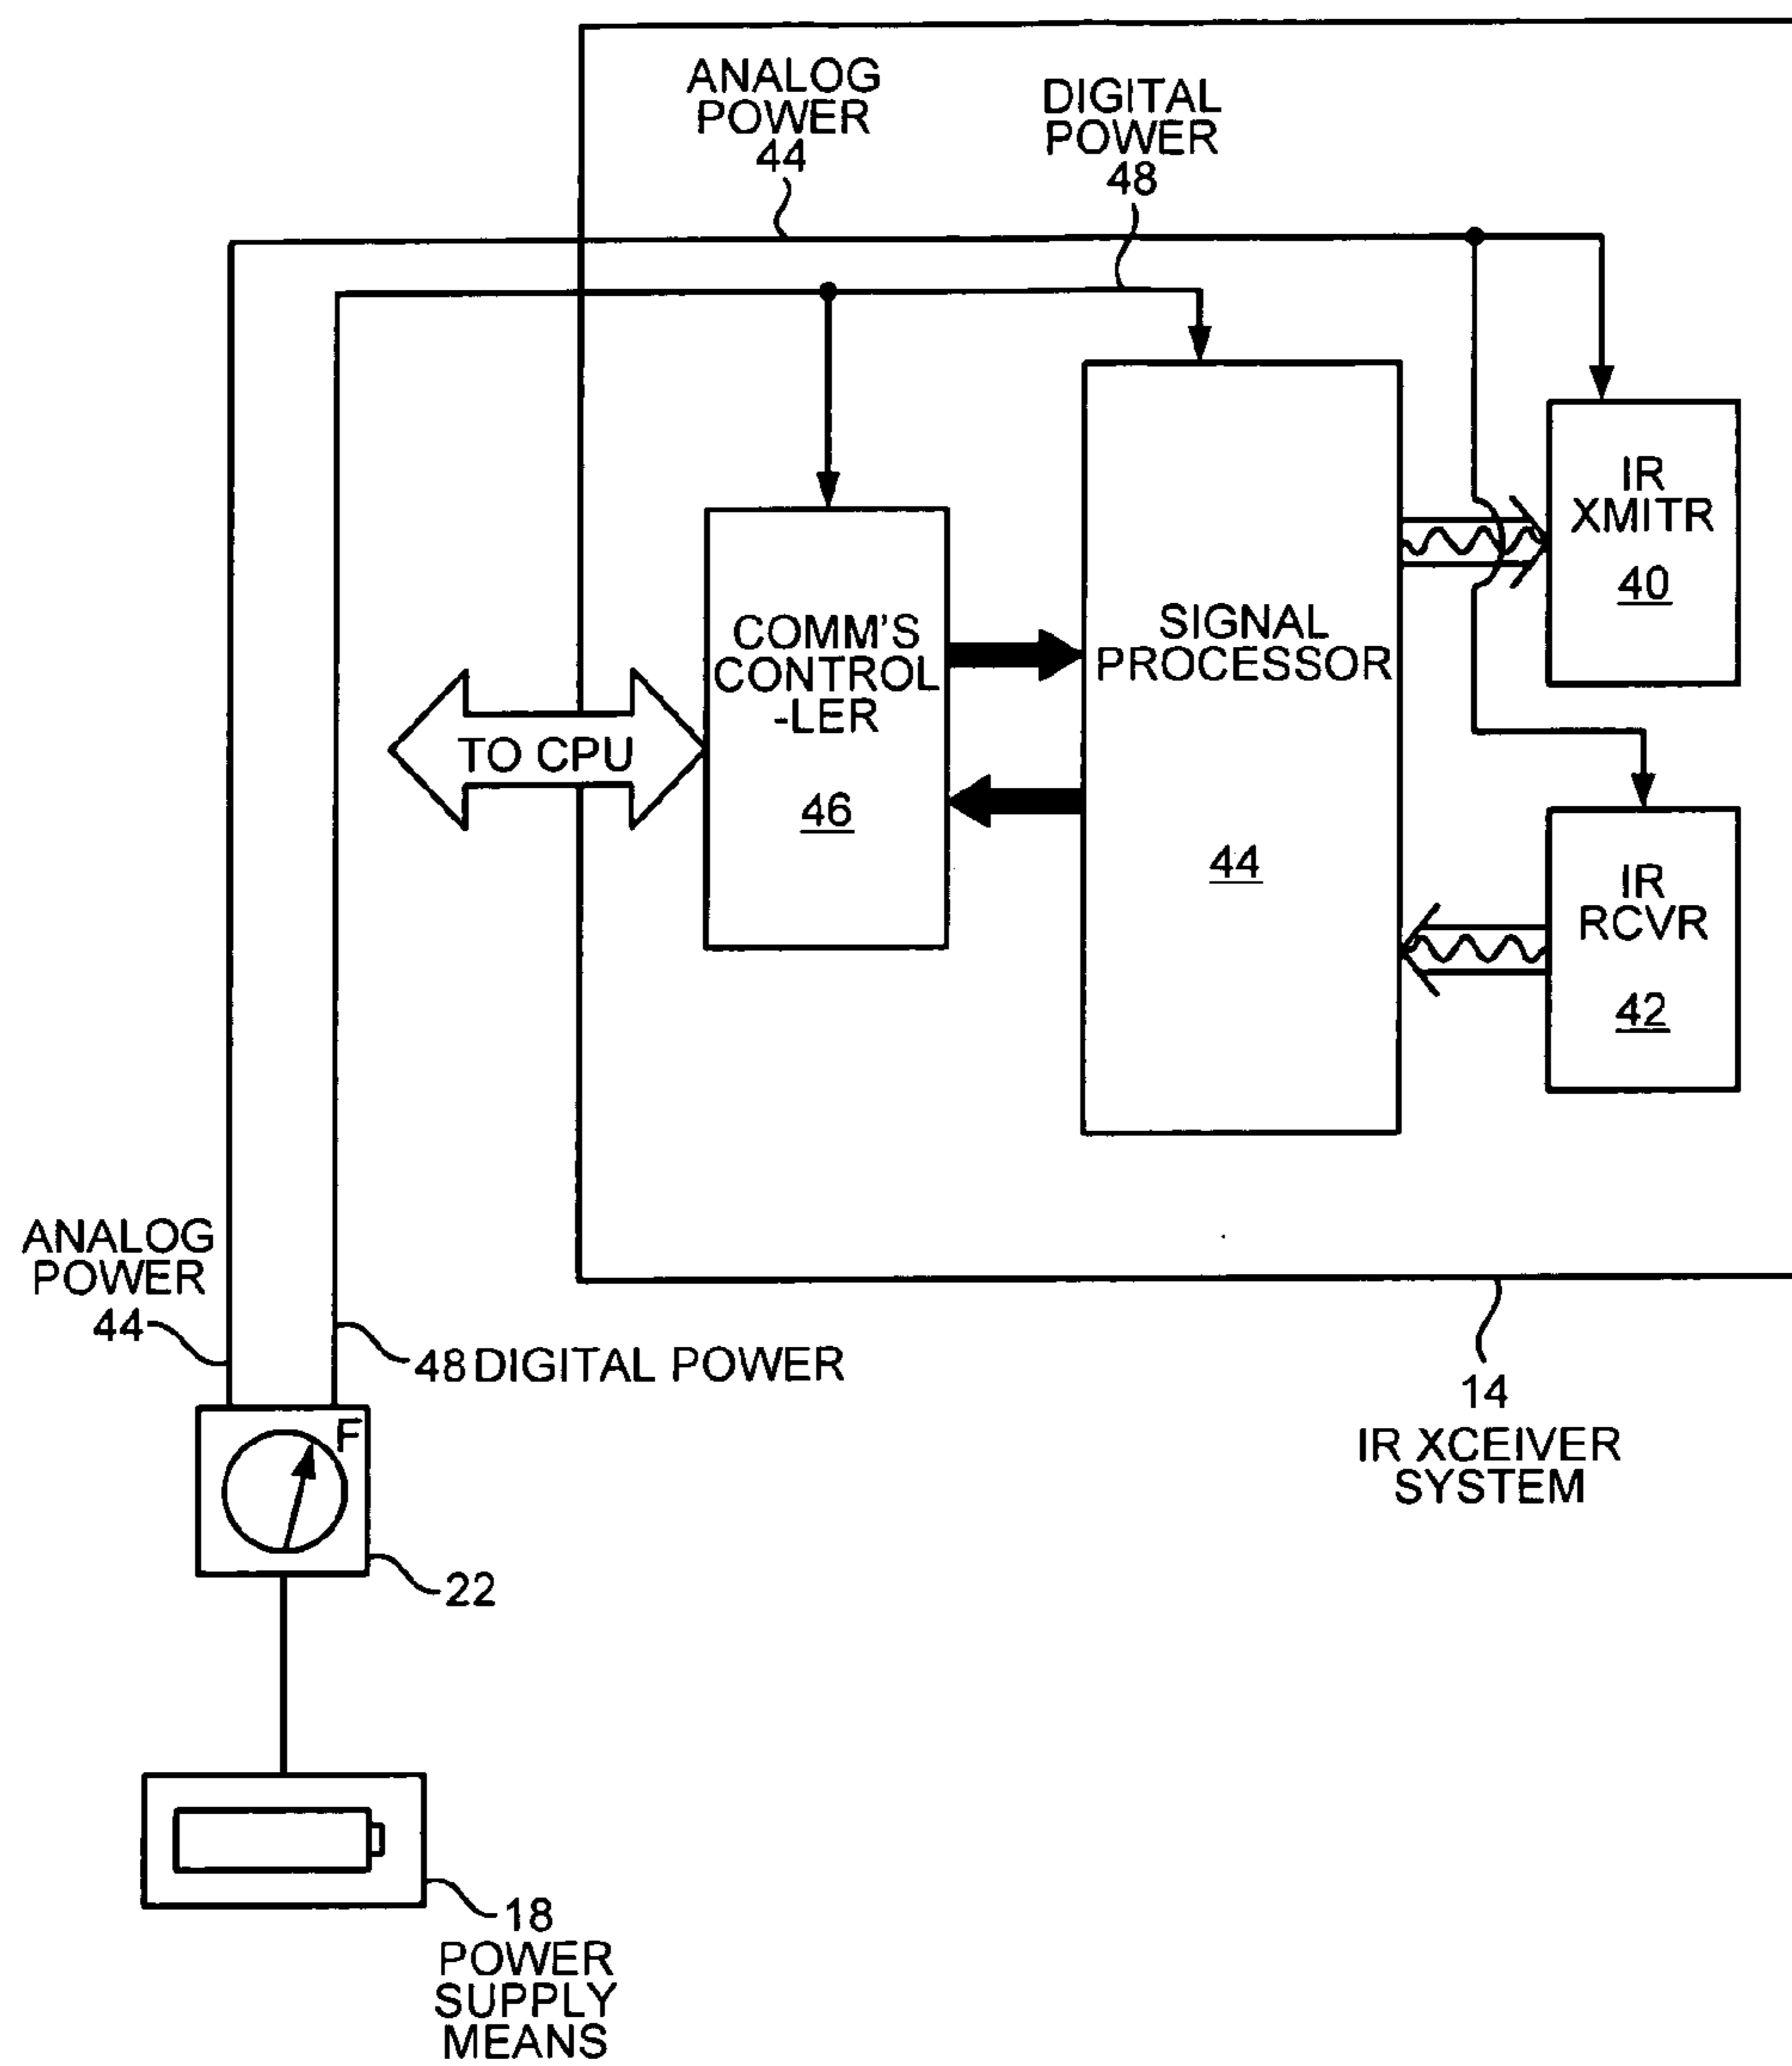 ANALOG
POWER
44
DIGITAL
POWER
48
IR
XMITR
40
COMM'S
CONTROL
-LER
46
TO CPU
SIGNAL
PROCESSOR
44
IR
RCVR
42
ANALOG
POWER
44
48 DIGITAL POWER
14
IR XCEIVER
SYSTEM
F
22
18
POWER
SUPPLY
MEANS